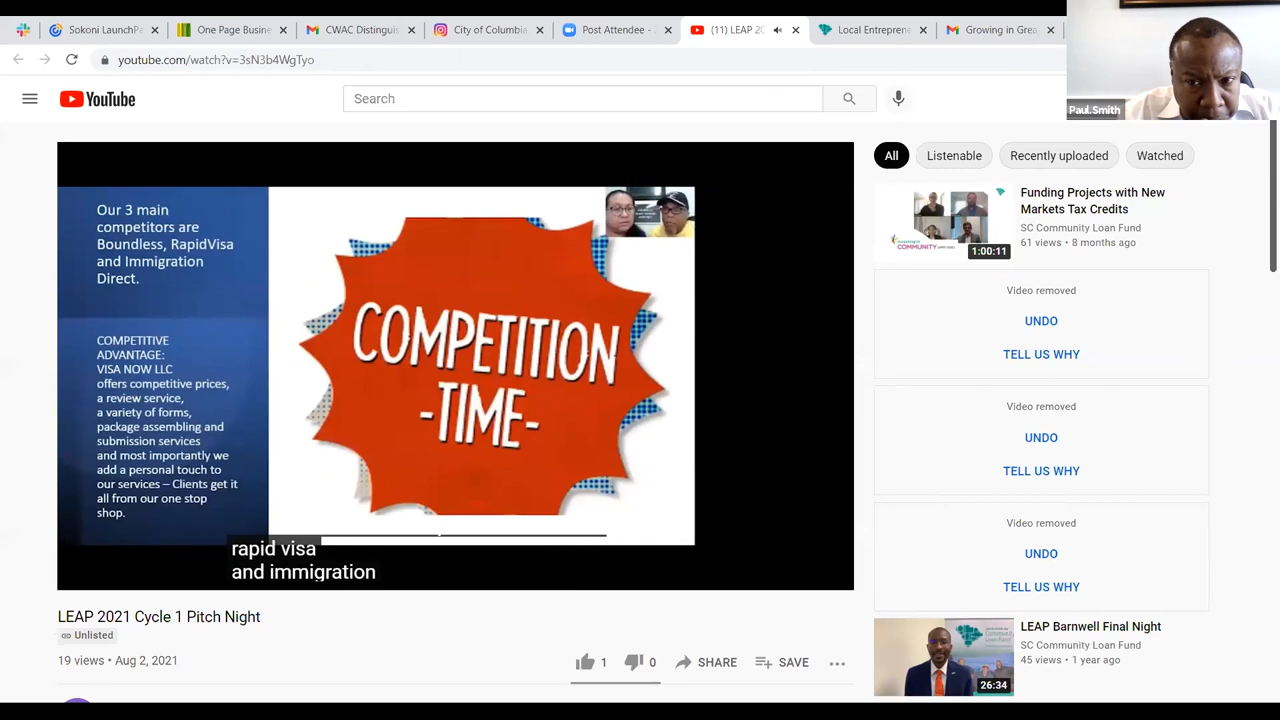 Sokoni LaunchPa
One Page Busine
CWAC Distinguis
City of Columbia
Post Attendee - 
(11) LEAP 20
Local Entreprene
Growing in Grea
youtube.com/watch?v=3sN3b4WgTyo
Paul.Smith
YouTube
Search
All
Listenable
Recently uploaded
Watched
Our 3 main
competitors are
Boundless, RapidVisa
and Immigration
Direct.
COMPETITIVE
ADVANTAGE:
VISA NOW LLC
offers competitive prices,
a review service,
a variety of forms,
package assembling and
submission services
and most importantly we
add a personal touch to
our services – Clients get it
all from our one stop
shop.
COMPETITION
-TIME-
rapid visa
and immigration
LEAP 2021 Cycle 1 Pitch Night
Unlisted
19 views • Aug 2, 2021
1
0
SHARE
SAVE
Funding Projects with New
Markets Tax Credits
SC Community Loan Fund
61 views • 8 months ago
1:00:11
Video removed
UNDO
TELL US WHY
Video removed
UNDO
TELL US WHY
Video removed
UNDO
TELL US WHY
LEAP Barnwell Final Night
SC Community Loan Fund
45 views • 1 year ago
26:34